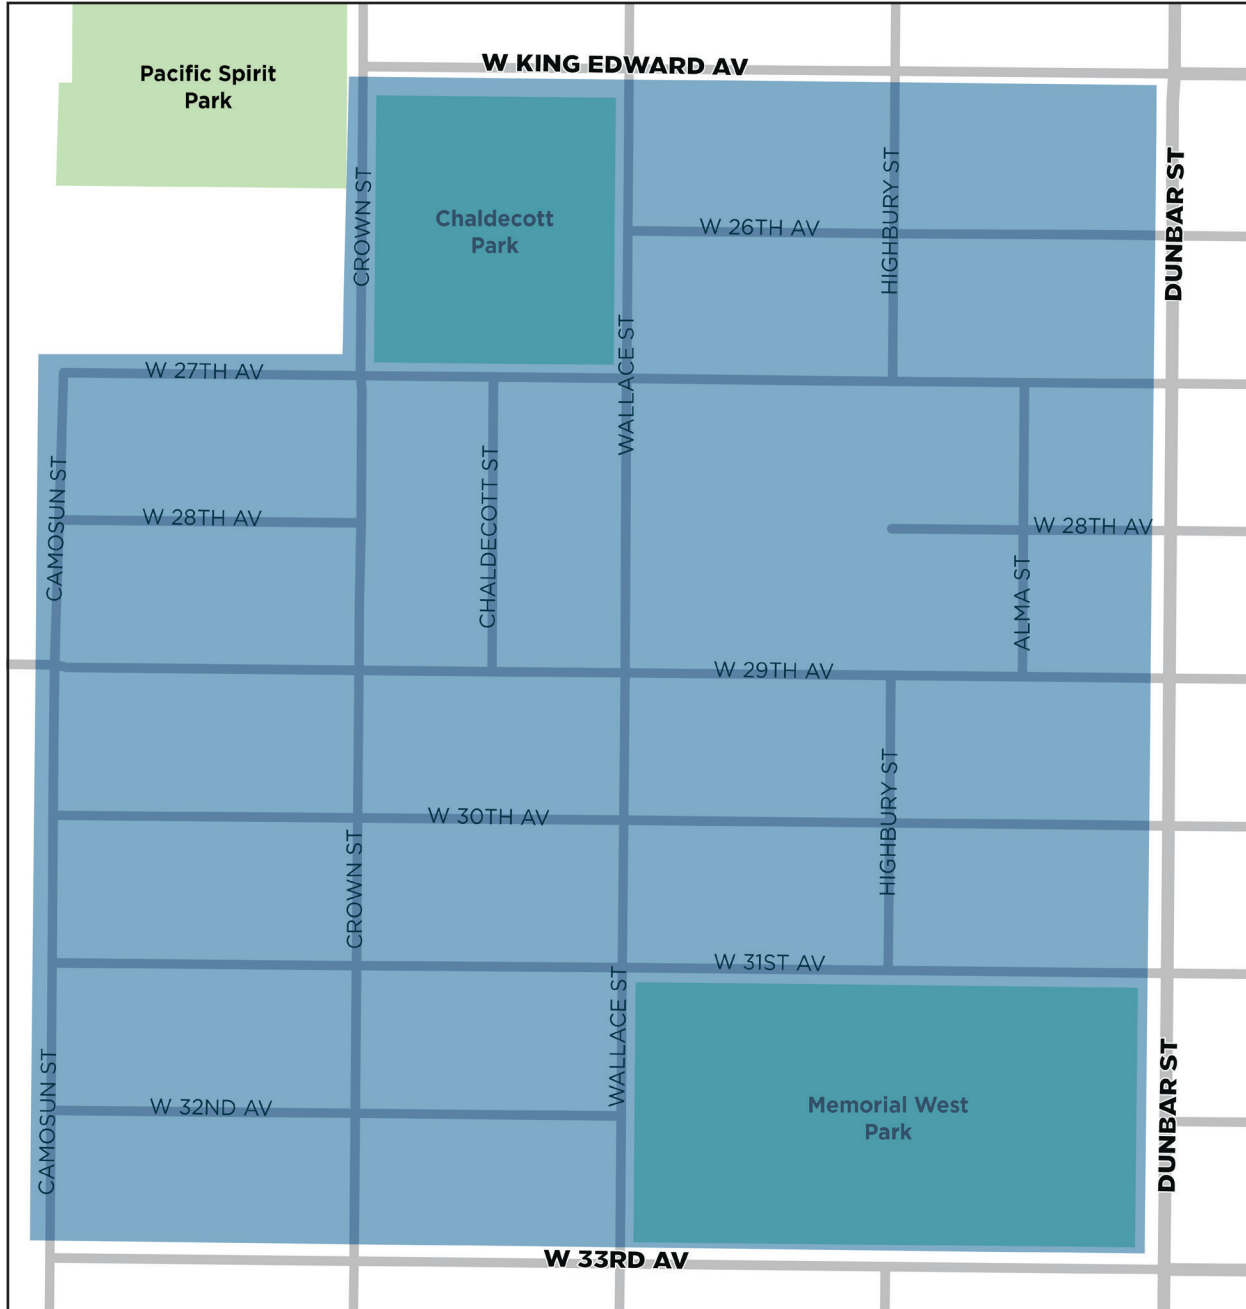 W KING EDWARD AV
Pacific Spirit
Park
CROWN ST
Chaldecott
Park
W 26TH AV
HIGHBURY ST
DUNBAR ST
WALLACE ST
W 27TH AV
CAMOSUN ST
W 28TH AV
CHALDECOTT ST
W 28TH AV
ALMA ST
W 29TH AV
HIGHBURY ST
W 30TH AV
CROWN ST
W 31ST AV
WALLACE ST
CAMOSUN ST
W 32ND AV
Memorial West
Park
DUNBAR ST
W 33RD AV